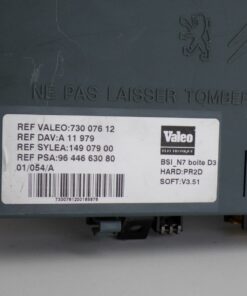 NE PAS LAISSER TOMBER
REF VALEO:730 076 12
REF DAV:A 11 979
REF SYLEA:149 079 00
REF PSA:96 446 630 80
01/054/A
Valeo
BSI_N7 boite D3
HARD:PR2D
SOFT:V3.51